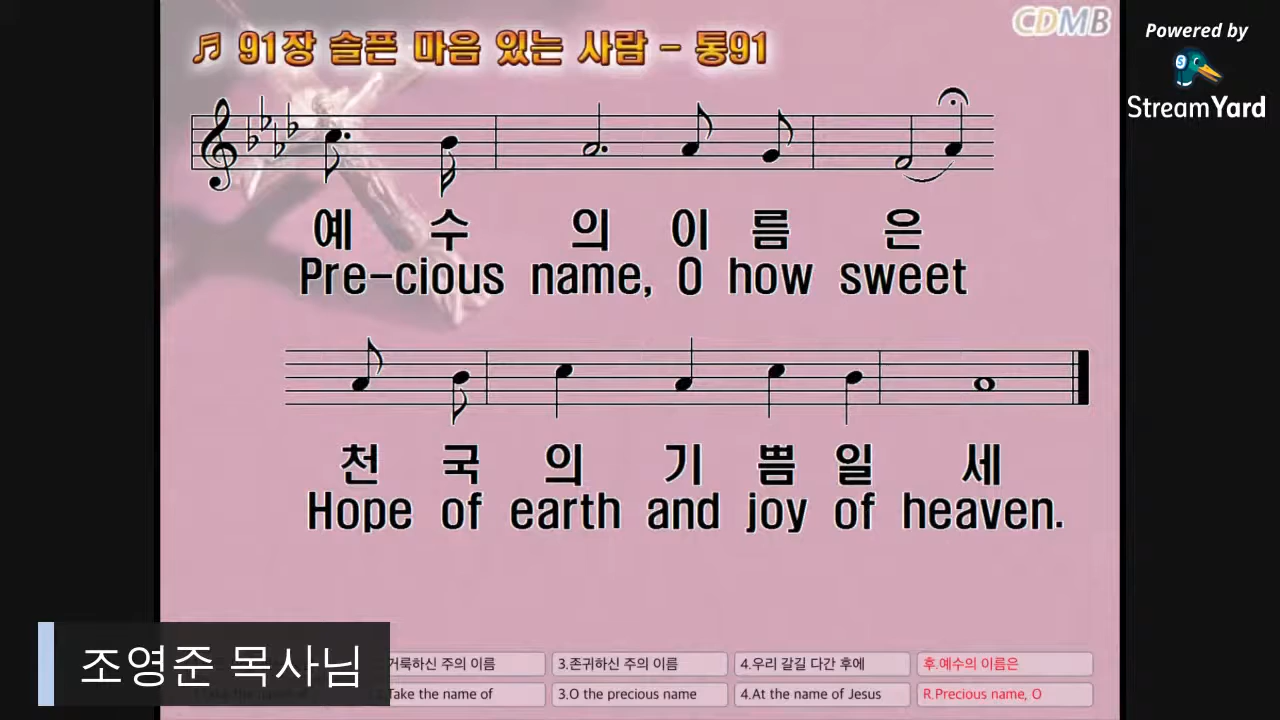 ♬ 91장 슬픈 마음 있는 사람 - 통91
CDMB
Powered by
StreamYard
예 수 의 이 름 은
Pre-cious name, O how sweet
천 국 의 기 쁨 일 세
Hope of earth and joy of heaven.
조영준 목사님
거룩하신 주의 이름
3.존귀하신 주의 이름
4.우리 갈길 다간 후에
후.예수의 이름은
Take the name of
3.O the precious name
4.At the name of Jesus
R.Precious name, O